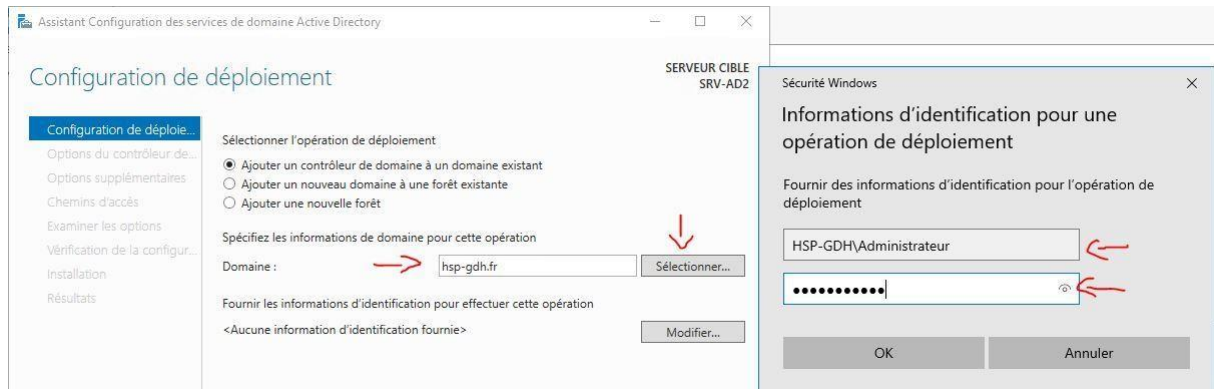 Assistant Configuration des services de domaine Active Directory
Configuration de déploiement
SERVEUR CIBLE
SRV-AD2
Configuration de déploie...
Options du contrôleur de...
Options supplémentaires
Chemins d'accès
Examiner les options
Vérification de la configur...
Installation
Résultats
Sélectionner l'opération de déploiement
Ajouter un contrôleur de domaine à un domaine existant
Ajouter un nouveau domaine à une forêt existante
Ajouter une nouvelle forêt
Spécifiez les informations de domaine pour cette opération
Domaine :
hsp-gdh.fr
Sélectionner...
Fournir les informations d'identification pour effectuer cette opération
<Aucune information d'identification fournie>
Modifier...
Sécurité Windows
Informations d'identification pour une
opération de déploiement
Fournir des informations d'identification pour l'opération de
déploiement
HSP-GDH\Administrateur
●●●●●●●●●●●
OK
Annuler